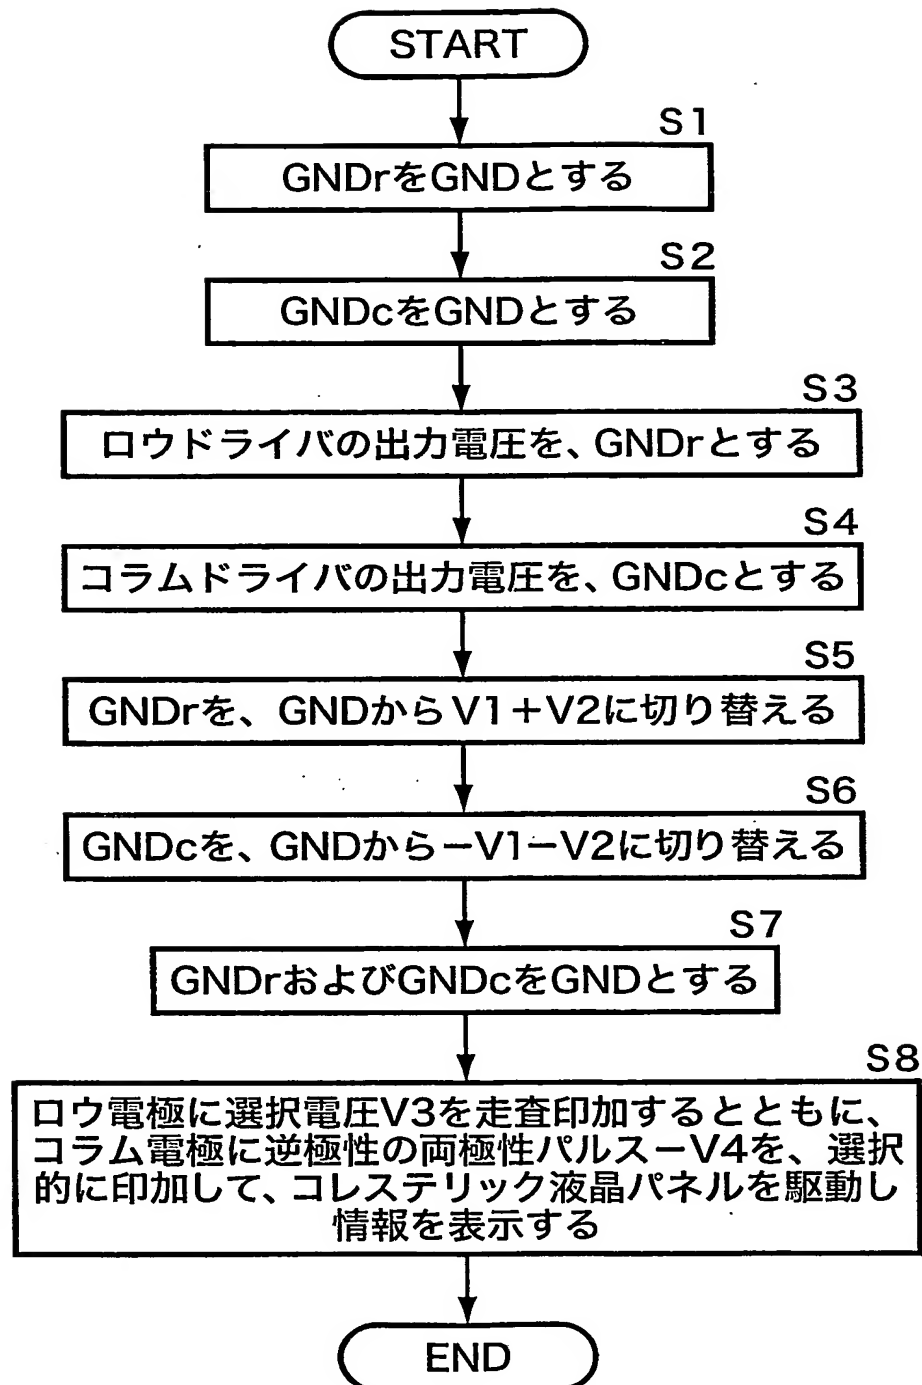 START
S1
GNDrをGNDとする
S2
GNDcをGNDとする
S3
ロウドライバの出力電圧を、GNDrとする
S4
コラムドライバの出力電圧を、GNDcとする
S5
GNDrを、GNDからV1+V2に切り替える
S6
GNDcを、GNDから−V1−V2に切り替える
S7
GNDrおよびGNDcをGNDとする
S8
ロウ電極に選択電圧V3を走査印加するとともに、
コラム電極に逆極性の両極性パルス−V4を、選択
的に印加して、コレステリック液晶パネルを駆動し
情報を表示する
END